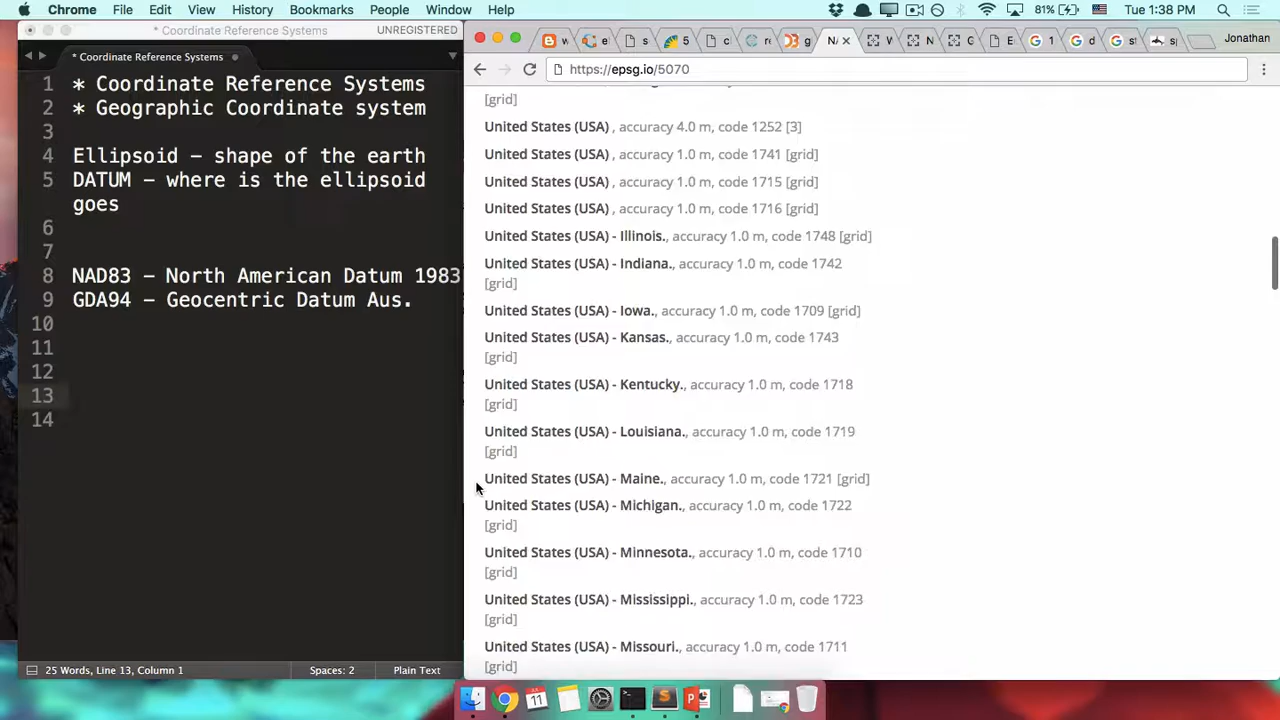 Chrome File Edit View History Bookmarks People Window Help 81% Tue 1:38 PM
* Coordinate Reference Systems UNREGISTERED
* Coordinate Reference Systems
1 * Coordinate Reference Systems
2 * Geographic Coordinate system
3
4 Ellipsoid – shape of the earth
5 DATUM – where is the ellipsoid
goes
6
7
8 NAD83 – North American Datum 1983
9 GDA94 – Geocentric Datum Aus.
10
11
12
13
14
25 Words, Line 13, Column 1 Spaces: 2 Plain Text
Jonathan
https://epsg.io/5070
[grid]
United States (USA) , accuracy 4.0 m, code 1252 [3]
United States (USA) , accuracy 1.0 m, code 1741 [grid]
United States (USA) , accuracy 1.0 m, code 1715 [grid]
United States (USA) , accuracy 1.0 m, code 1716 [grid]
United States (USA) - Illinois., accuracy 1.0 m, code 1748 [grid]
United States (USA) - Indiana., accuracy 1.0 m, code 1742
[grid]
United States (USA) - Iowa., accuracy 1.0 m, code 1709 [grid]
United States (USA) - Kansas., accuracy 1.0 m, code 1743
[grid]
United States (USA) - Kentucky., accuracy 1.0 m, code 1718
[grid]
United States (USA) - Louisiana., accuracy 1.0 m, code 1719
[grid]
United States (USA) - Maine., accuracy 1.0 m, code 1721 [grid]
United States (USA) - Michigan., accuracy 1.0 m, code 1722
[grid]
United States (USA) - Minnesota., accuracy 1.0 m, code 1710
[grid]
United States (USA) - Mississippi., accuracy 1.0 m, code 1723
[grid]
United States (USA) - Missouri., accuracy 1.0 m, code 1711
[grid]